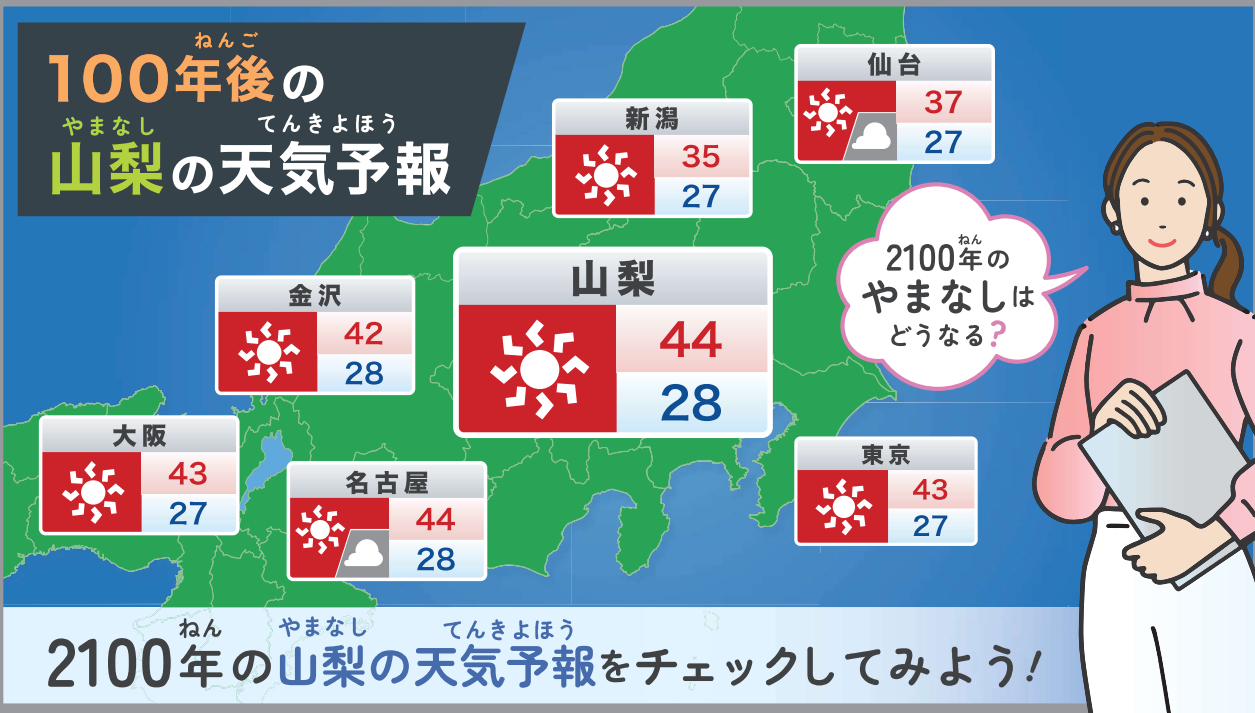 ねんご
100年後の
やまなし てんきよほう
山梨の天気予報
仙台
37
27
新潟
35
27
山梨
44
28
金沢
42
28
大阪
43
27
名古屋
44
28
東京
43
27
ねん
2100年の
やまなしは
どうなる?
ねん やまなし てんきよほう
2100年の山梨の天気予報をチェックしてみよう!